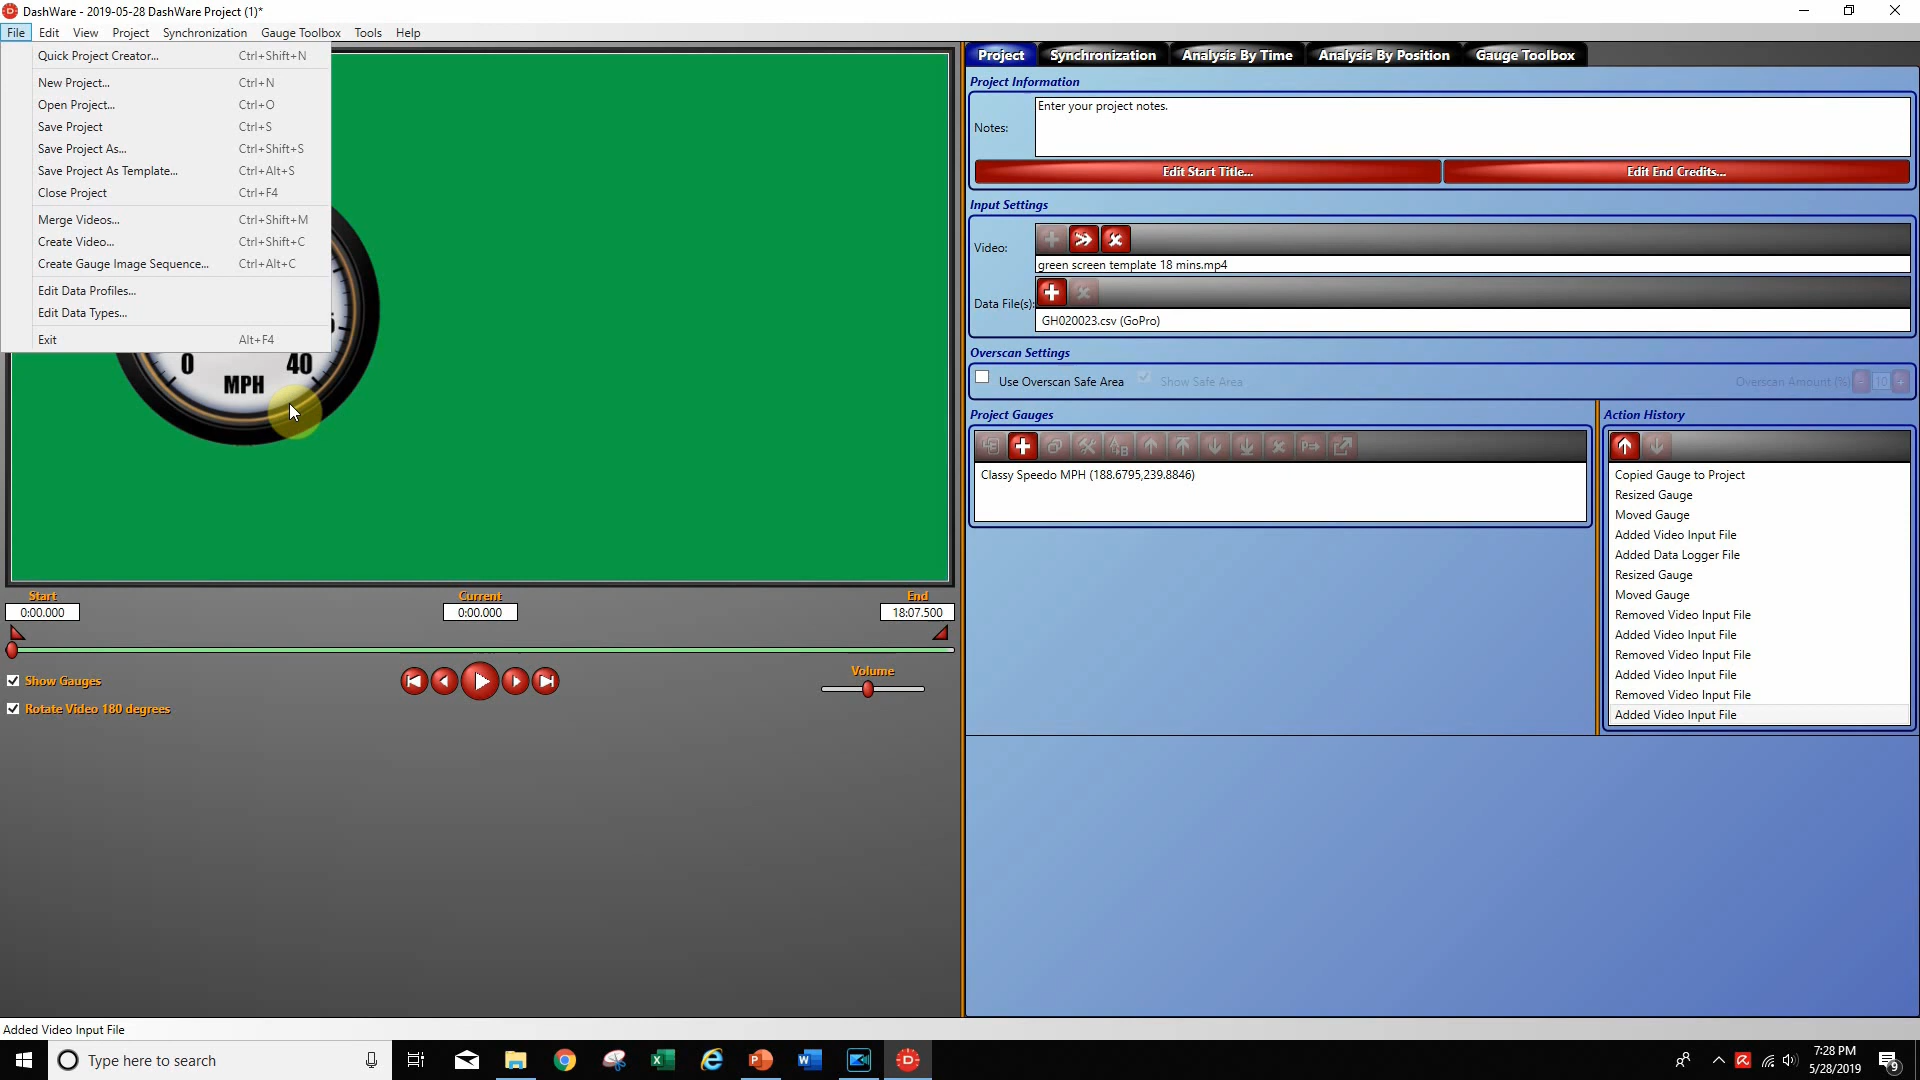 DashWare - 2019-05-28 DashWare Project (1)*
File Edit View Project Synchronization Gauge Toolbox Tools Help
Quick Project Creator... Ctrl+Shift+N
New Project... Ctrl+N
Open Project... Ctrl+O
Save Project Ctrl+S
Save Project As... Ctrl+Shift+S
Save Project As Template... Ctrl+Alt+S
Close Project Ctrl+F4
Merge Videos... Ctrl+Shift+M
Create Video... Ctrl+Shift+C
Create Gauge Image Sequence... Ctrl+Alt+C
Edit Data Profiles...
Edit Data Types...
Exit Alt+F4
0 40
MPH
Start Current End
0:00.000 0:00.000 18:07.500
Show Gauges
Rotate Video 180 degrees
Volume
Project Synchronization Analysis By Time Analysis By Position Gauge Toolbox
Project Information
Notes: Enter your project notes.
Edit Start Title... Edit End Credits...
Input Settings
Video:
green screen template 18 mins.mp4
Data File(s):
GH020023.csv (GoPro)
Overscan Settings
Use Overscan Safe Area Show Safe Area Overscan Amount (%) 10
Project Gauges
Classy Speedo MPH (188.6795,239.8846)
Action History
Copied Gauge to Project
Resized Gauge
Moved Gauge
Added Video Input File
Added Data Logger File
Resized Gauge
Moved Gauge
Removed Video Input File
Added Video Input File
Removed Video Input File
Added Video Input File
Removed Video Input File
Added Video Input File
Added Video Input File
Type here to search
7:28 PM
5/28/2019
9